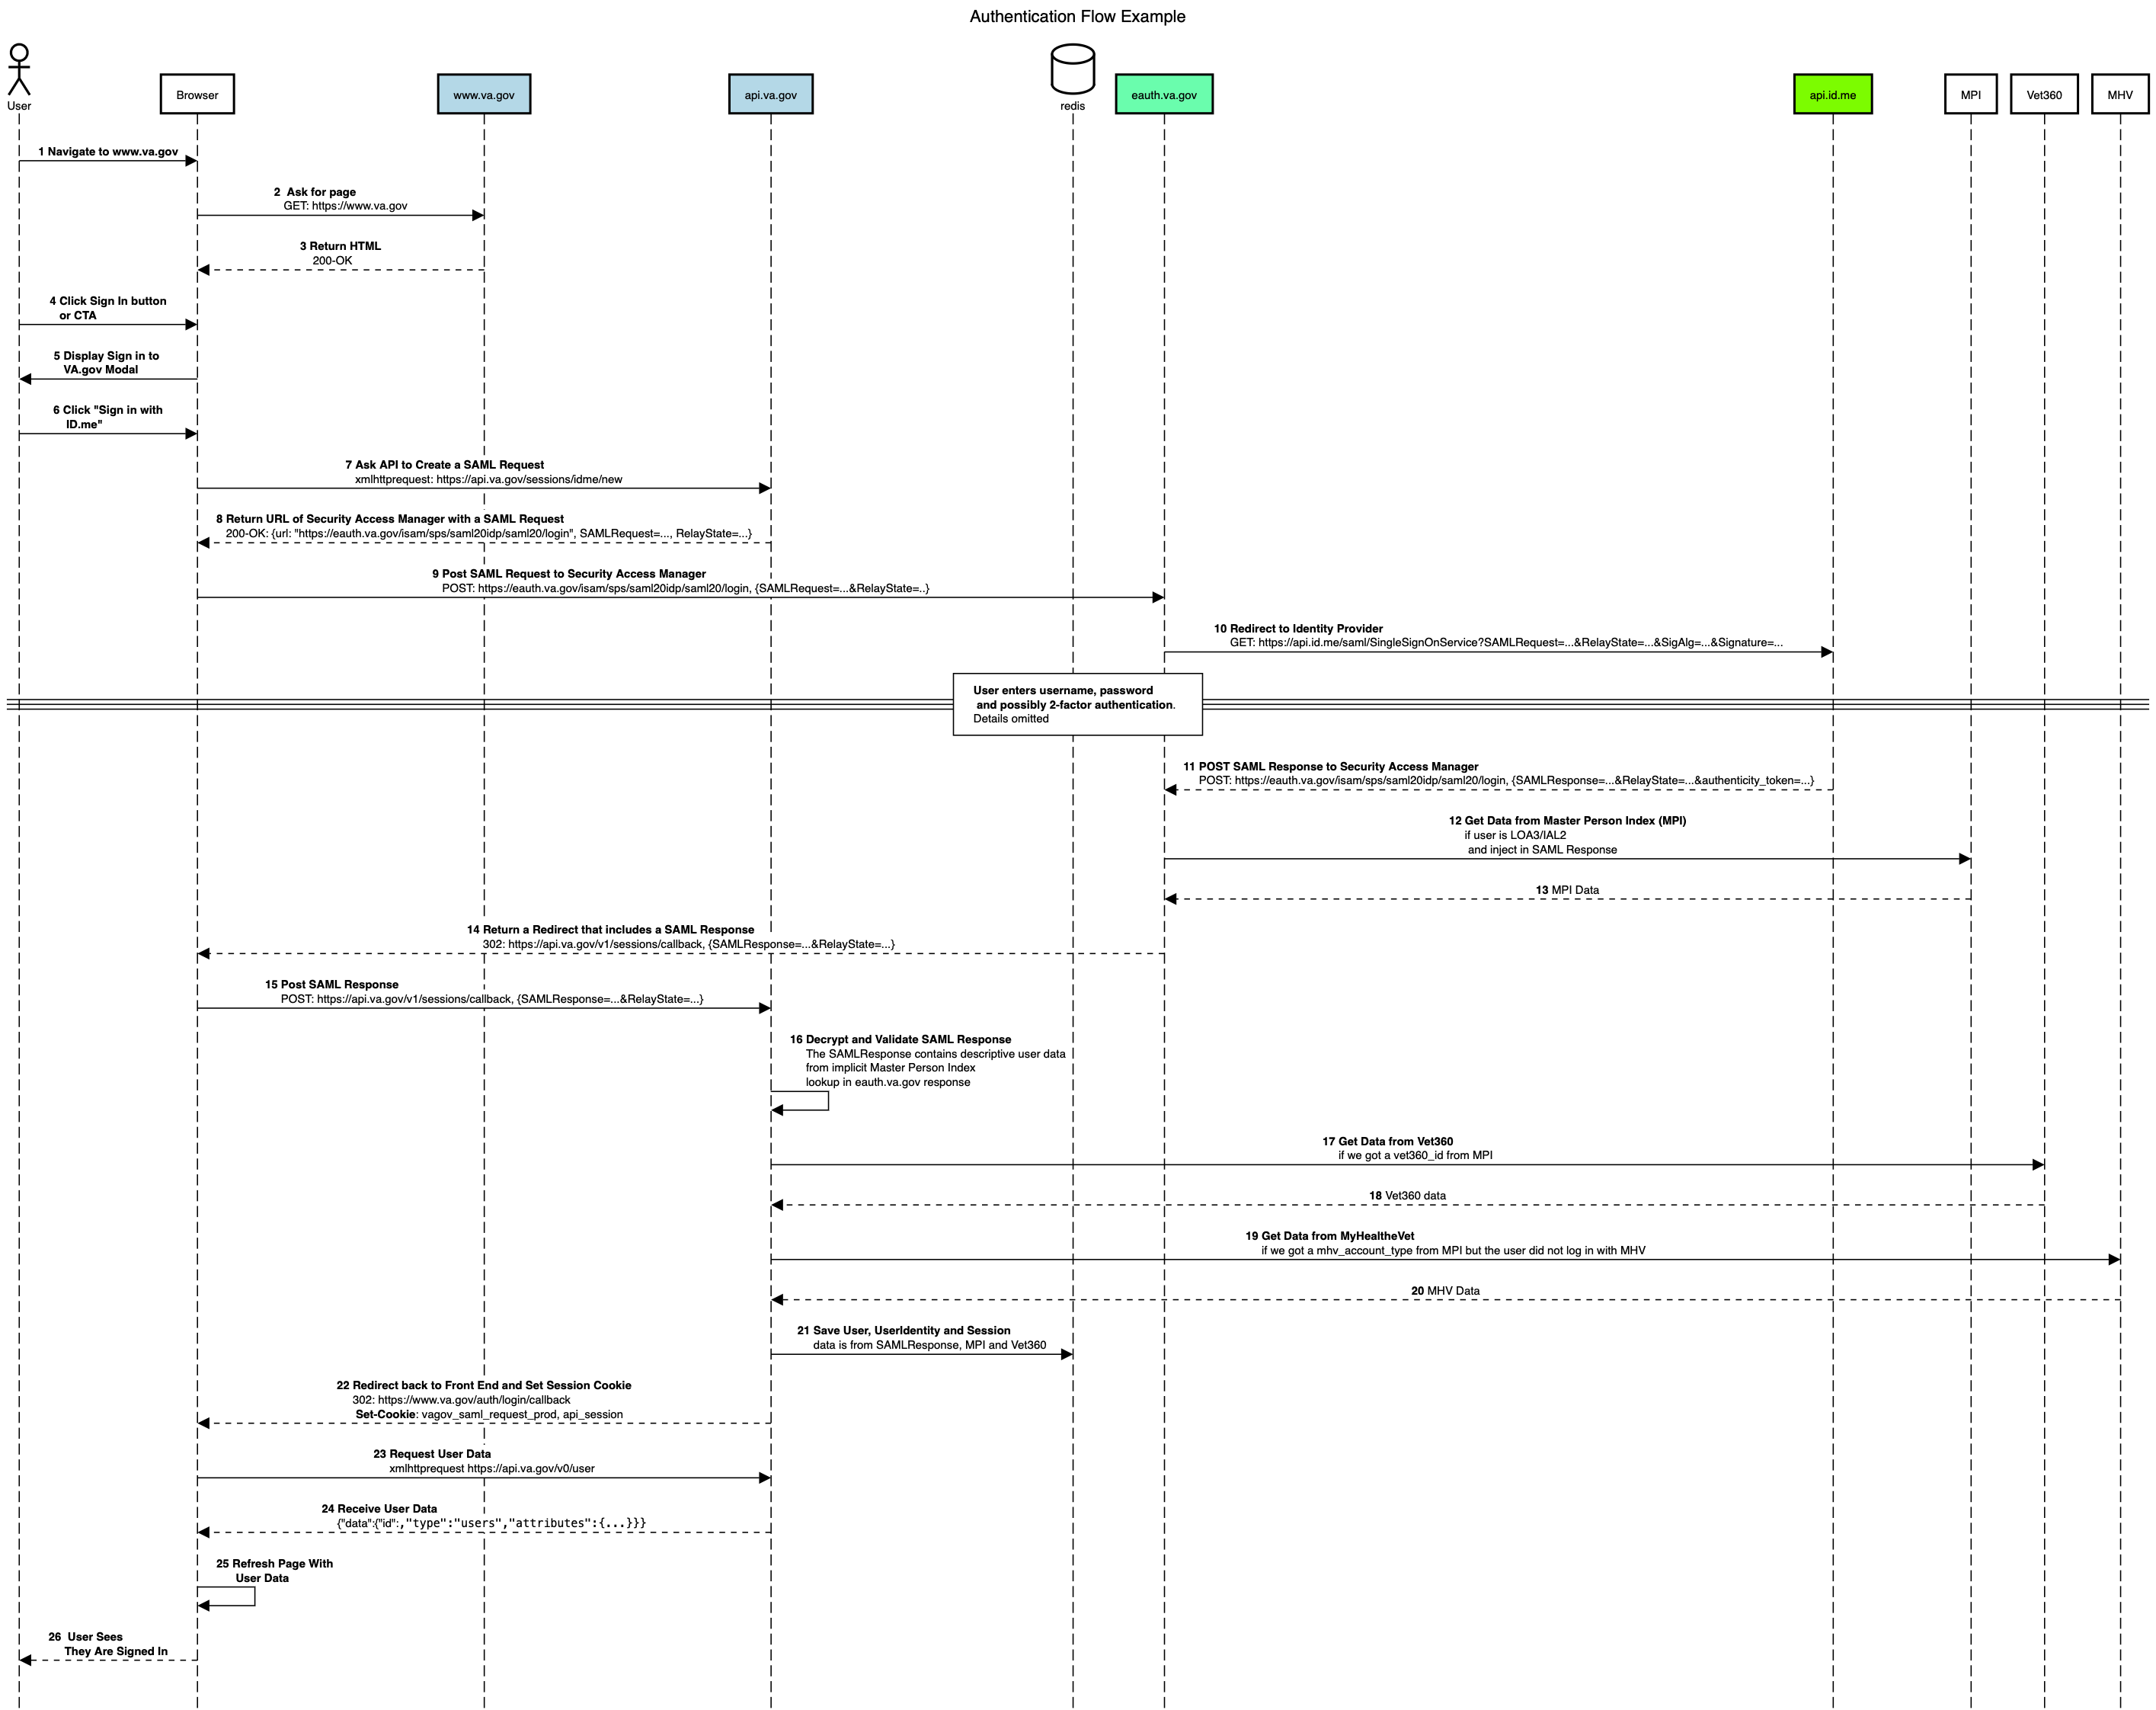 Authentication Flow Example
User
Browser
www.va.gov
api.va.gov
redis
eauth.va.gov
api.id.me
MPI
Vet360
MHV
1 Navigate to www.va.gov
2 Ask for page
GET: https://www.va.gov
3 Return HTML
200-OK
4 Click Sign In button
or CTA
5 Display Sign in to
VA.gov Modal
6 Click "Sign in with
ID.me"
7 Ask API to Create a SAML Request
xmlhttprequest: https://api.va.gov/sessions/idme/new
8 Return URL of Security Access Manager with a SAML Request
200-OK: {url: "https://eauth.va.gov/isam/sps/saml20idp/saml20/login", SAMLRequest=..., RelayState=...}
9 Post SAML Request to Security Access Manager
POST: https://eauth.va.gov/isam/sps/saml20idp/saml20/login, {SAMLRequest=...&RelayState=..}
10 Redirect to Identity Provider
GET: https://api.id.me/saml/SingleSignOnService?SAMLRequest=...&RelayState=...&SigAlg=...&Signature=...
User enters username, password
and possibly 2-factor authentication.
Details omitted
11 POST SAML Response to Security Access Manager
POST: https://eauth.va.gov/isam/sps/saml20idp/saml20/login, {SAMLResponse=...&RelayState=...&authenticity_token=...}
12 Get Data from Master Person Index (MPI)
if user is LOA3/IAL2
and inject in SAML Response
13 MPI Data
14 Return a Redirect that includes a SAML Response
302: https://api.va.gov/v1/sessions/callback, {SAMLResponse=...&RelayState=...}
15 Post SAML Response
POST: https://api.va.gov/v1/sessions/callback, {SAMLResponse=...&RelayState=...}
16 Decrypt and Validate SAML Response
The SAMLResponse contains descriptive user data
from implicit Master Person Index
lookup in eauth.va.gov response
17 Get Data from Vet360
if we got a vet360_id from MPI
18 Vet360 data
19 Get Data from MyHealtheVet
if we got a mhv_account_type from MPI but the user did not log in with MHV
20 MHV Data
21 Save User, UserIdentity and Session
data is from SAMLResponse, MPI and Vet360
22 Redirect back to Front End and Set Session Cookie
302: https://www.va.gov/auth/login/callback
Set-Cookie: vagov_saml_request_prod, api_session
23 Request User Data
xmlhttprequest https://api.va.gov/v0/user
24 Receive User Data
{"data":{"id":,"type":"users","attributes":{...}}}
25 Refresh Page With
User Data
26 User Sees
They Are Signed In